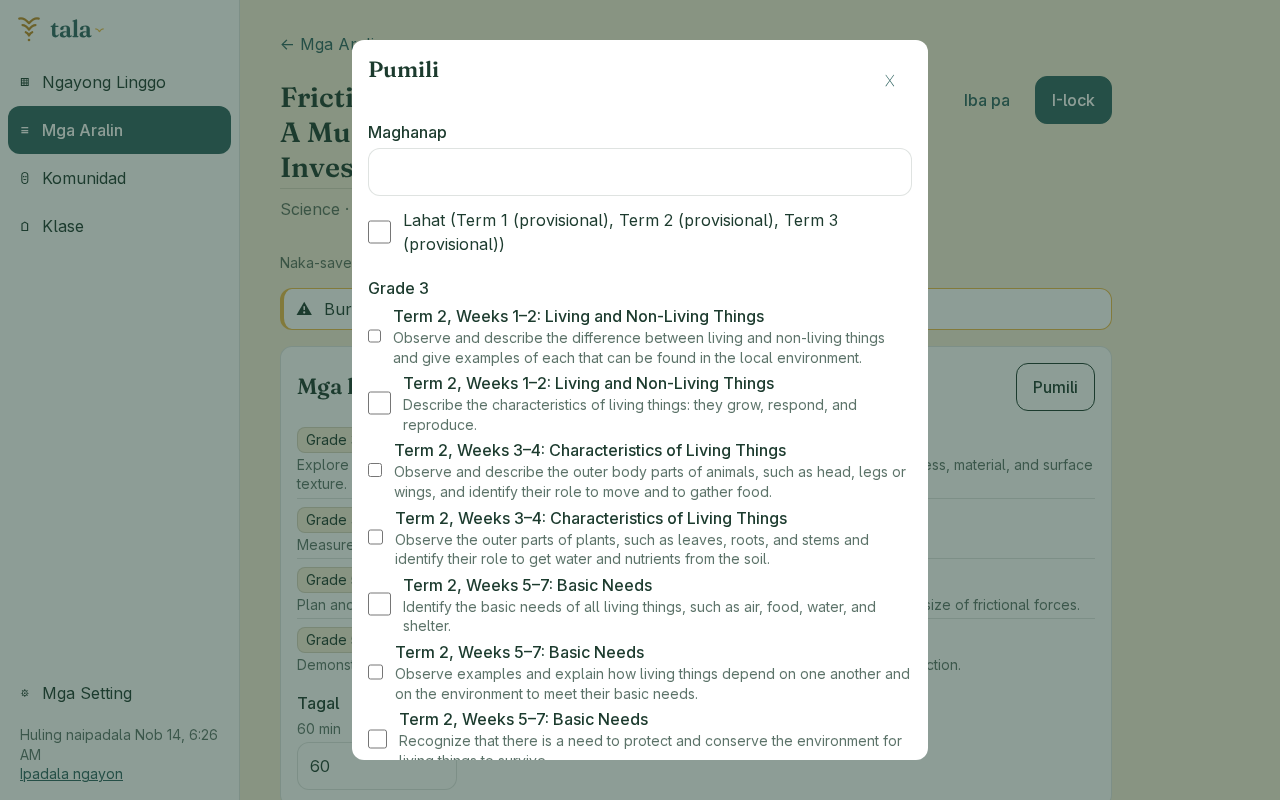 tala
Ngayong Linggo
Mga Aralin
Komunidad
Klase
Mga Setting
Huling naipadala Nob 14, 6:26
AM
Ipadala ngayon
← Mga
Fricti
A Mu
Inves
Science ·
Naka-save
Iba pa
I-lock
Bur
Mga
Pumili
Grade
Explore
ess, material, and surface
texture.
Grade
Measure
Grade
Plan and
size of frictional forces.
Grade
Demonst
ction.
Tagal
60 min
60
Pumili
X
Maghanap
Lahat (Term 1 (provisional), Term 2 (provisional), Term 3
(provisional))
Grade 3
Term 2, Weeks 1–2: Living and Non-Living Things
Observe and describe the difference between living and non-living things
and give examples of each that can be found in the local environment.
Term 2, Weeks 1–2: Living and Non-Living Things
Describe the characteristics of living things: they grow, respond, and
reproduce.
Term 2, Weeks 3–4: Characteristics of Living Things
Observe and describe the outer body parts of animals, such as head, legs or
wings, and identify their role to move and to gather food.
Term 2, Weeks 3–4: Characteristics of Living Things
Observe the outer parts of plants, such as leaves, roots, and stems and
identify their role to get water and nutrients from the soil.
Term 2, Weeks 5–7: Basic Needs
Identify the basic needs of all living things, such as air, food, water, and
shelter.
Term 2, Weeks 5–7: Basic Needs
Observe examples and explain how living things depend on one another and
on the environment to meet their basic needs.
Term 2, Weeks 5–7: Basic Needs
Recognize that there is a need to protect and conserve the environment for
living things to survive.